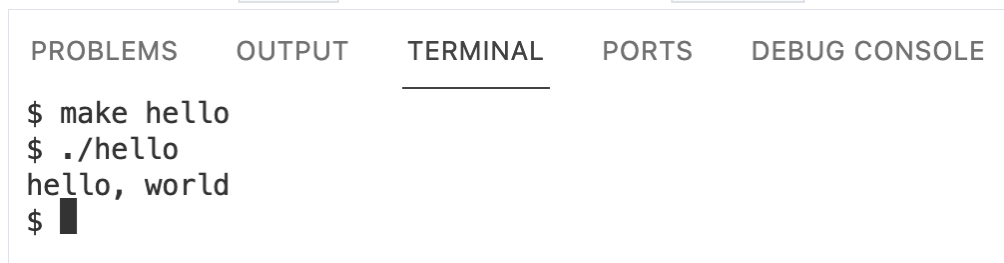 PROBLEMS OUTPUT TERMINAL PORTS DEBUG CONSOLE
$ make hello
$ ./hello
hello, world
$